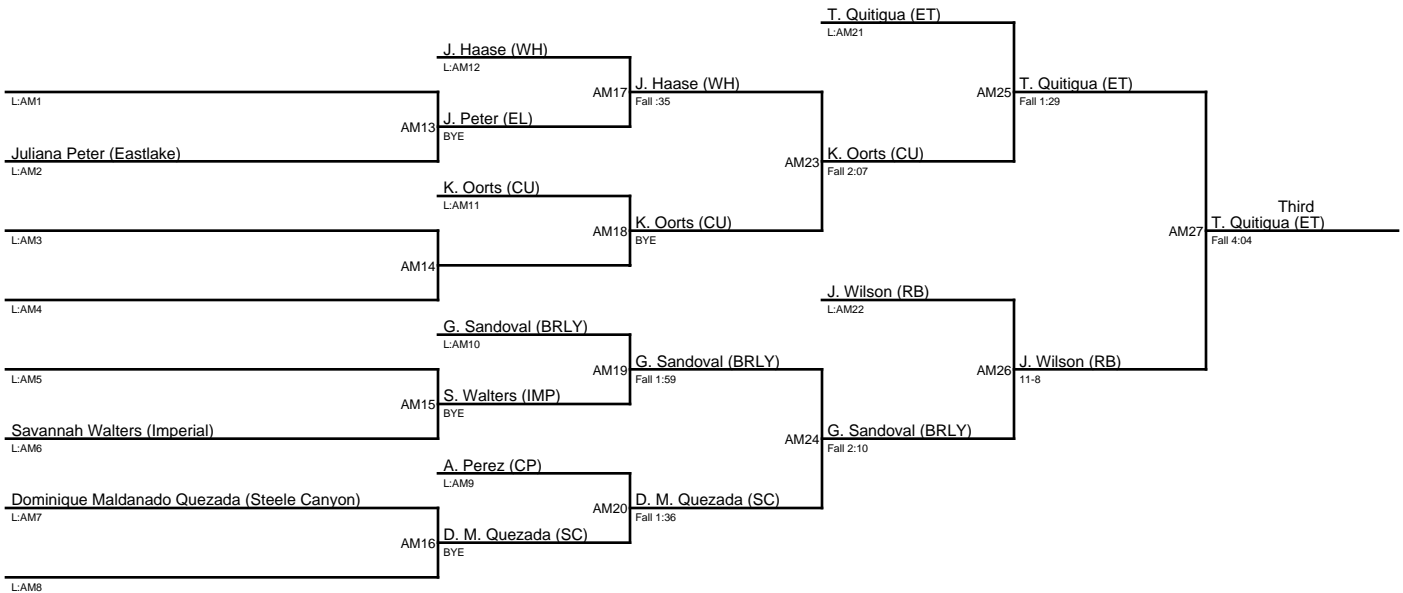 T. Quitigua (ET)
L:AM21
J. Haase (WH)
L:AM12
AM17
J. Haase (WH)
Fall :35
AM25
T. Quitigua (ET)
Fall 1:29
L:AM1
AM13
J. Peter (EL)
BYE
Juliana Peter (Eastlake)
L:AM2
AM23
K. Oorts (CU)
Fall 2:07
K. Oorts (CU)
L:AM11
AM18
K. Oorts (CU)
BYE
L:AM3
Third
AM27
T. Quitigua (ET)
Fall 4:04
AM14
L:AM4
J. Wilson (RB)
L:AM22
G. Sandoval (BRLY)
L:AM10
AM19
G. Sandoval (BRLY)
Fall 1:59
AM26
J. Wilson (RB)
11-8
L:AM5
AM15
S. Walters (IMP)
BYE
Savannah Walters (Imperial)
L:AM6
AM24
G. Sandoval (BRLY)
Fall 2:10
A. Perez (CP)
L:AM9
AM20
D. M. Quezada (SC)
Fall 1:36
Dominique Maldanado Quezada (Steele Canyon)
L:AM7
AM16
D. M. Quezada (SC)
BYE
L:AM8